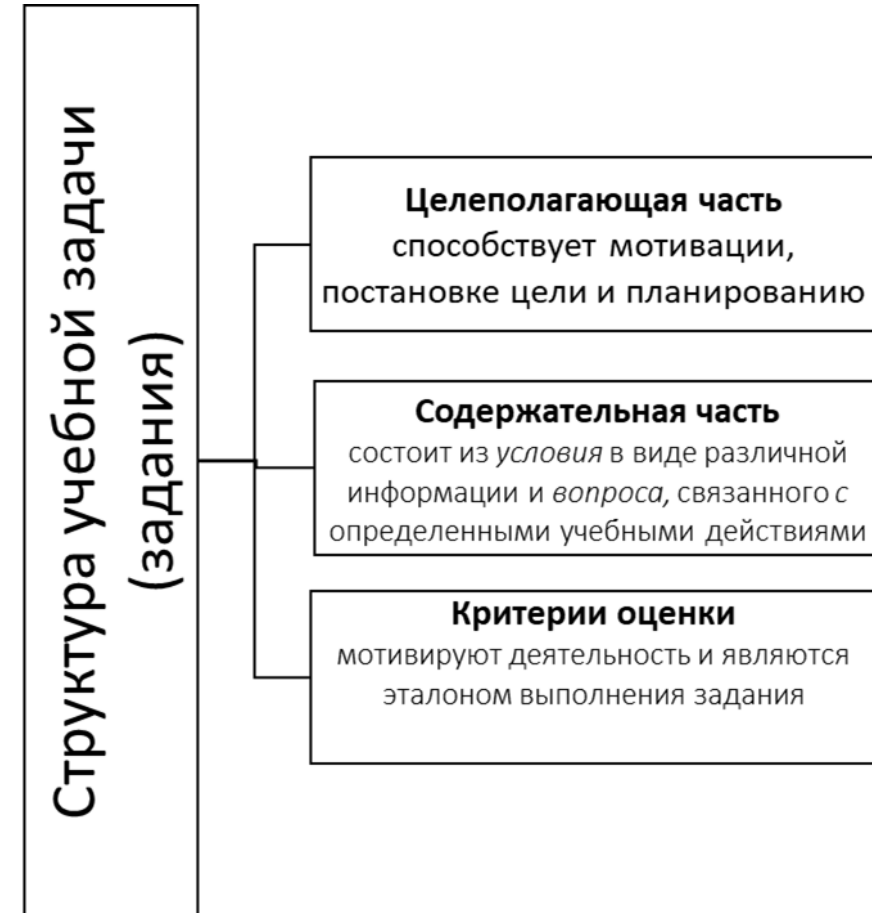 Структура учебной задачи
(задания)
Целеполагающая часть
способствует мотивации,
постановке цели и планированию
Содержательная часть
состоит из условия в виде различной
информации и вопроса, связанного с
определенными учебными действиями
Критерии оценки
мотивируют деятельность и являются
эталоном выполнения задания